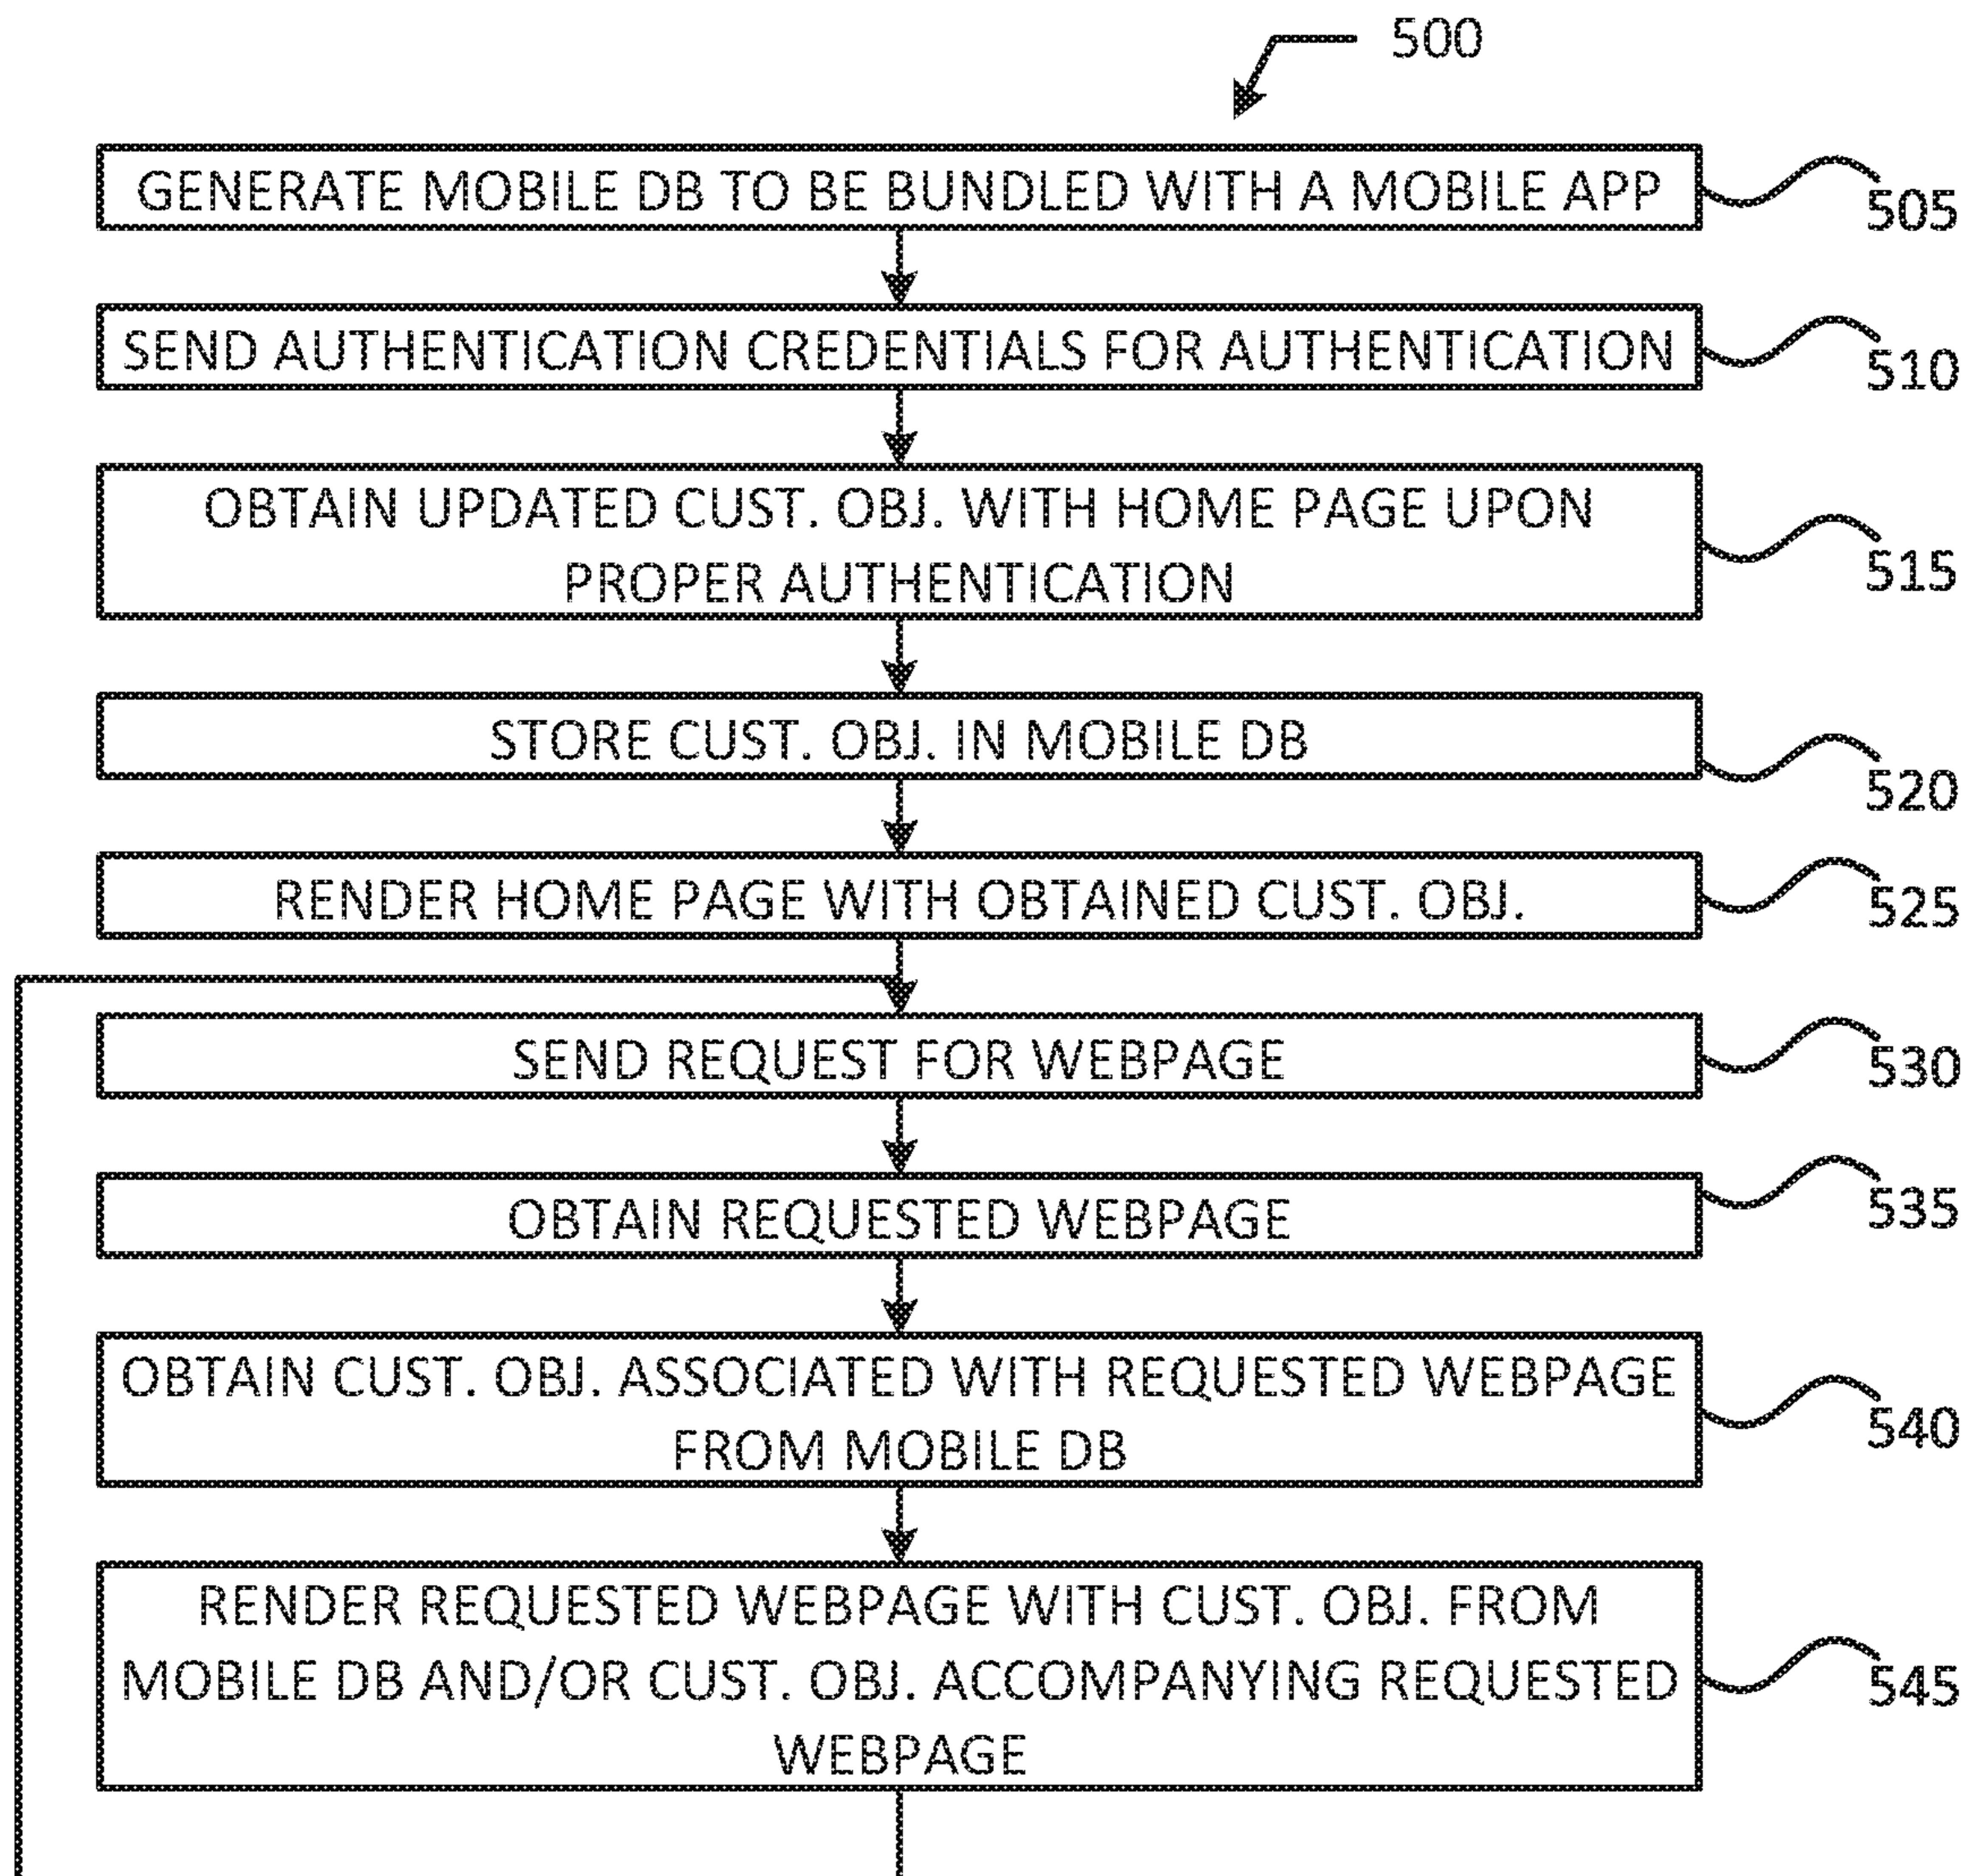 500
GENERATE MOBILE DB TO BE BUNDLED WITH A MOBILE APP
505
SEND AUTHENTICATION CREDENTIALS FOR AUTHENTICATION
510
OBTAIN UPDATED CUST. OBJ. WITH HOME PAGE UPON
PROPER AUTHENTICATION
515
STORE CUST. OBJ. IN MOBILE DB
520
RENDER HOME PAGE WITH OBTAINED CUST. OBJ.
525
SEND REQUEST FOR WEBPAGE
530
OBTAIN REQUESTED WEBPAGE
535
OBTAIN CUST. OBJ. ASSOCIATED WITH REQUESTED WEBPAGE
FROM MOBILE DB
540
RENDER REQUESTED WEBPAGE WITH CUST. OBJ. FROM
MOBILE DB AND/OR CUST. OBJ. ACCOMPANYING REQUESTED
WEBPAGE
545